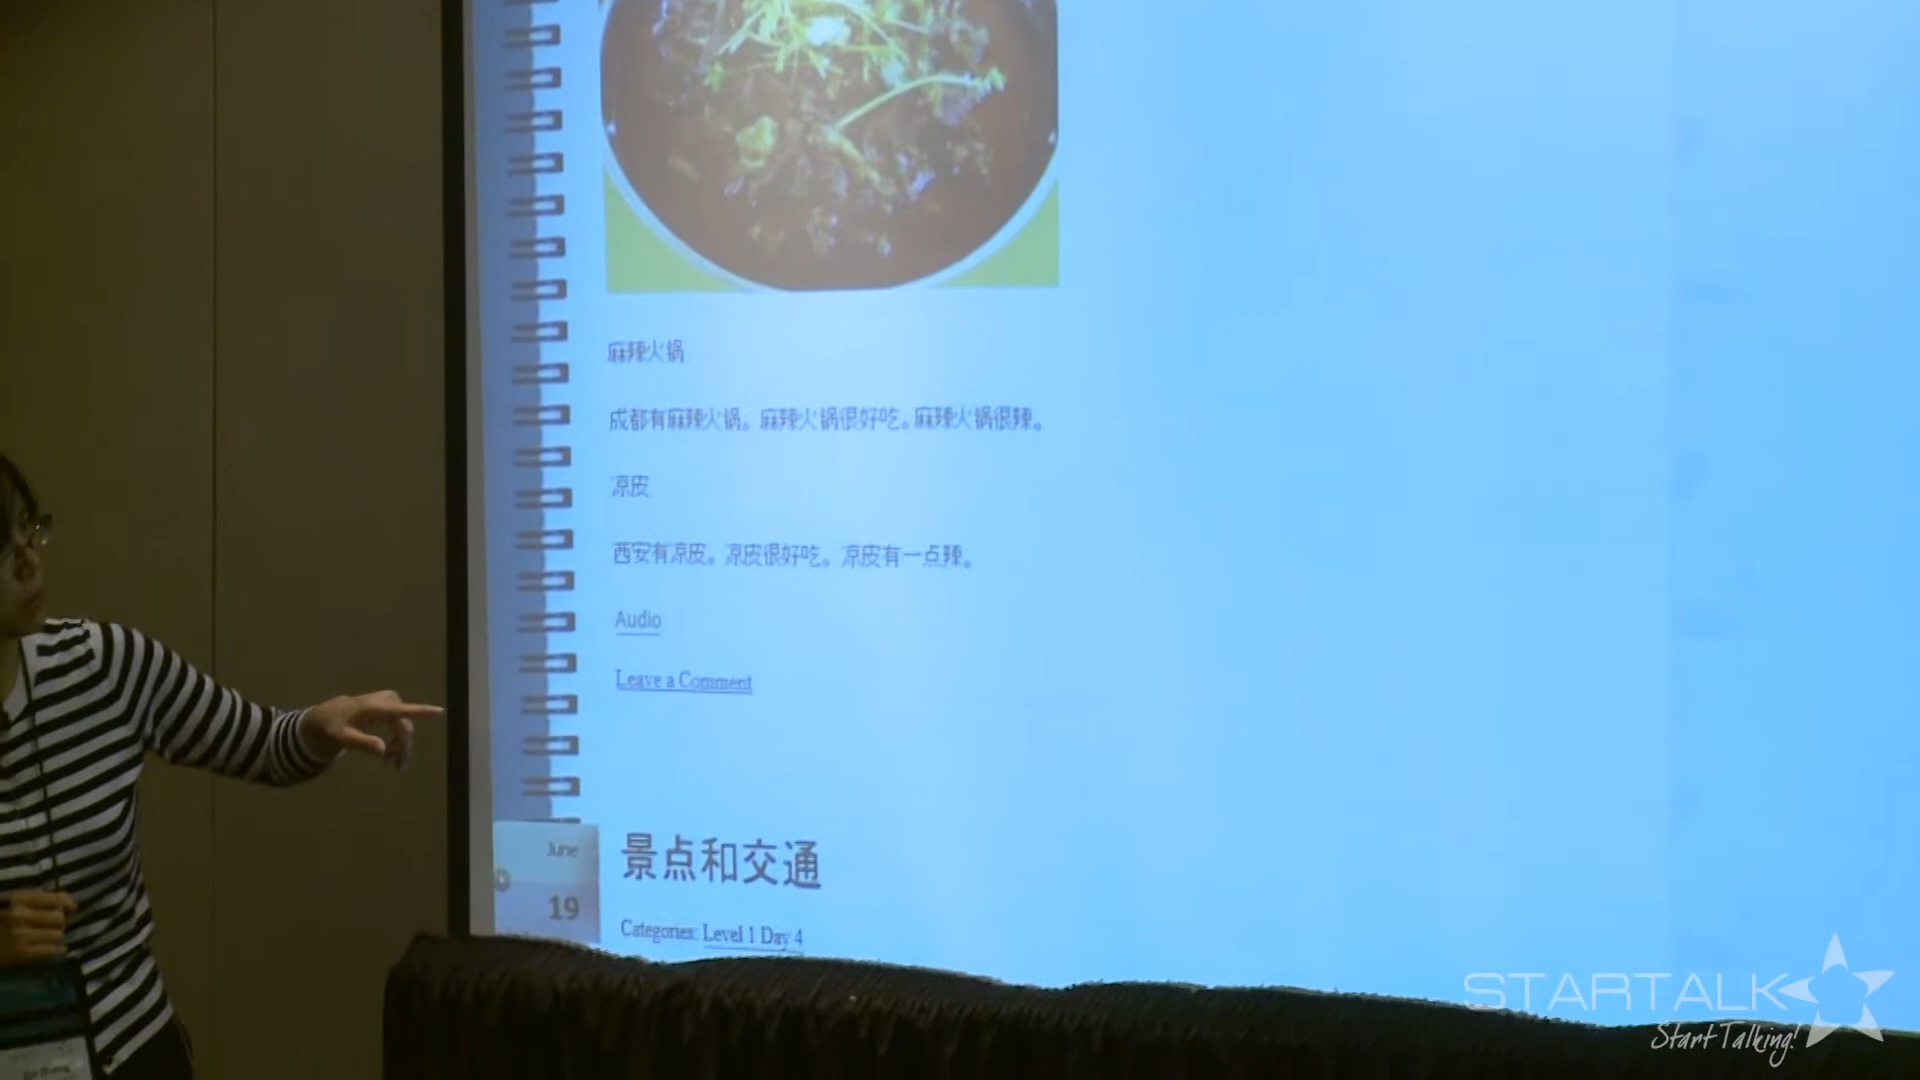 麻辣火锅
成都有麻辣火锅。麻辣火锅很好吃。麻辣火锅很辣。
凉皮
西安有凉皮。凉皮很好吃。凉皮有一点辣。
Audio
Leave a Comment
June
19
景点和交通
Categories: Level 1 Day 4
STARTALK
Start Talking!